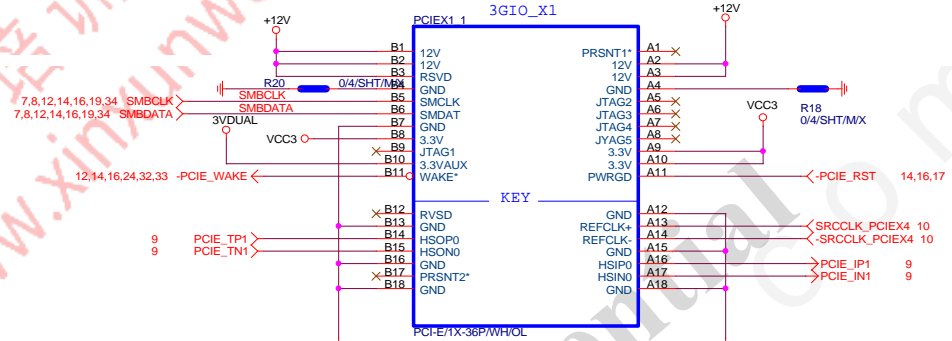 3GIO_X1
+12V
+12V
PCIEX1_1
B1 12V PRSNT1* A1
B2 12V 12V A2
B3 RSVD 12V A3
R20 0/4/SHT/M/X B4 GND GND A4
7,8,12,14,16,19,34 SMBCLK SMBCLK B5 SMCLK JTAG2 A5
7,8,12,14,16,19,34 SMBDATA SMBDATA B6 SMDAT JTAG3 A6
R18
0/4/SHT/M/X
3VDUAL B7 GND JTAG4 A7 VCC3
VCC3 B8 3.3V JYAG5 A8
B9 JTAG1 3.3V A9
B10 3.3VAUX 3.3V A10
12,14,16,24,32,33 -PCIE_WAKE B11 WAKE* PWRGD A11 -PCIE_RST 14,16,17
KEY
B12 RVSD GND A12
B13 GND REFCLK+ A13 SRCCLK_PCIEX4 10
9 PCIE_TP1 B14 HSOP0 REFCLK- A14 -SRCCLK_PCIEX4 10
9 PCIE_TN1 B15 HSON0 GND A15
B16 GND HSIP0 A16 PCIE_IP1 9
B17 PRSNT2* HSIN0 A17 PCIE_IN1 9
B18 GND GND A18
PCI-E/1X-36P/WH/OL